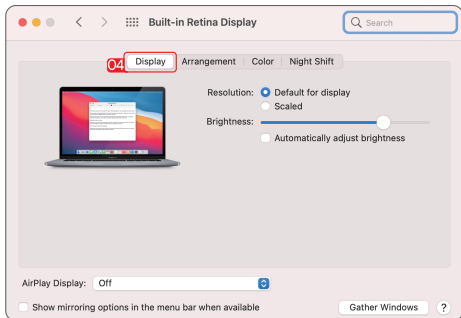 Built-in Retina Display
Search
04 Display Arrangement Color Night Shift
Resolution: Default for display
Scaled
Brightness:
Automatically adjust brightness
AirPlay Display: Off
Show mirroring options in the menu bar when available
Gather Windows ?